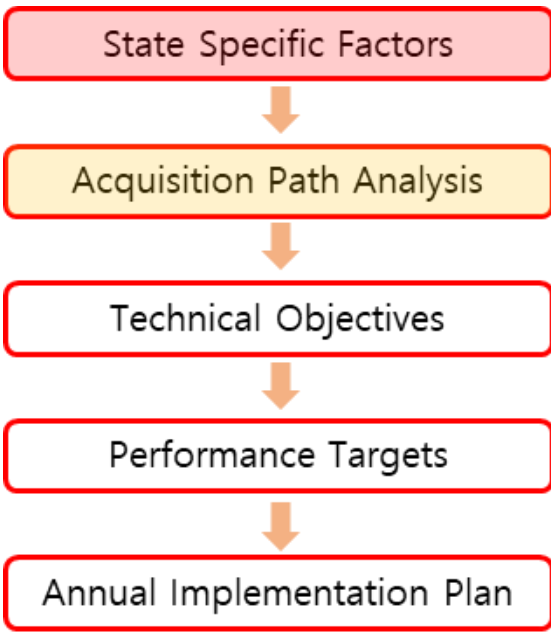 State Specific Factors
Acquisition Path Analysis
Technical Objectives
Performance Targets
Annual Implementation Plan